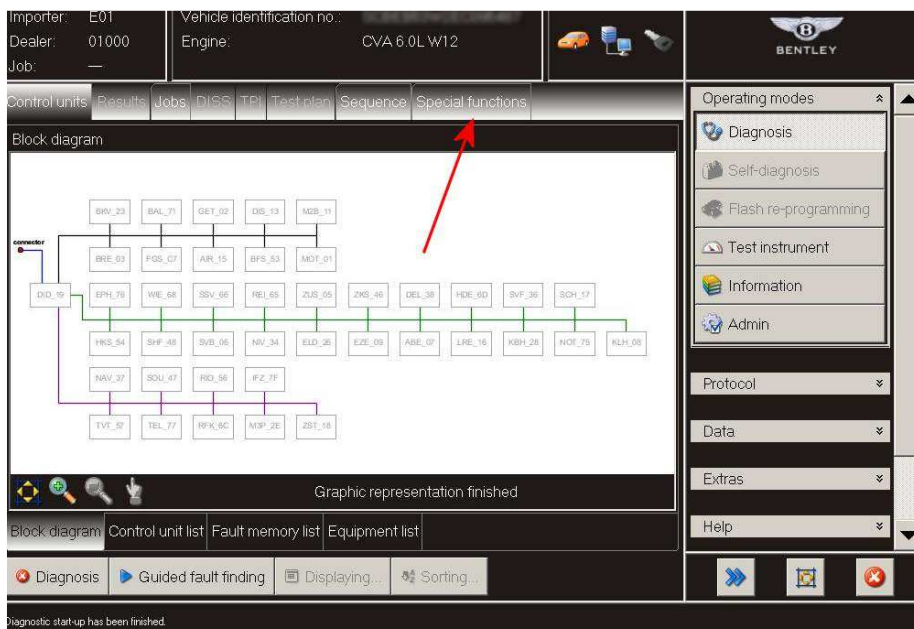 Importer: E01
Dealer: 01000
Job: —
Vehicle identification no.:
Engine: CVA 6.0L W12
B
BENTLEY
Control units Results Jobs DISS TPI Test plan Sequence Special functions
Block diagram
connector
BKV_23 BAL_71 GET_02 DIS_13 M2B_11
BRE_03 FGS_C7 AIR_15 BFS_53 MOT_01
DID_19 EPH_76 WIE_68 SSV_66 REI_65 ZUS_05 ZKS_46 DEL_38 HDE_6D SVF_36 SCH_17
HKS_54 SHF_48 SVB_06 NIV_34 ELD_26 EZE_09 ABE_07 LRE_16 KBH_28 NOT_75 KLH_08
NAV_37 SOU_47 RIO_56 IFZ_7F
TVT_57 TEL_77 RFK_6C M3P_2E ZST_18
Graphic representation finished
Block diagram Control unit list Fault memory list Equipment list
Diagnosis Guided fault finding Displaying... Sorting...
Operating modes
Diagnosis
Self-diagnosis
Flash re-programming
Test instrument
Information
Admin
Protocol
Data
Extras
Help
Diagnostic start-up has been finished.